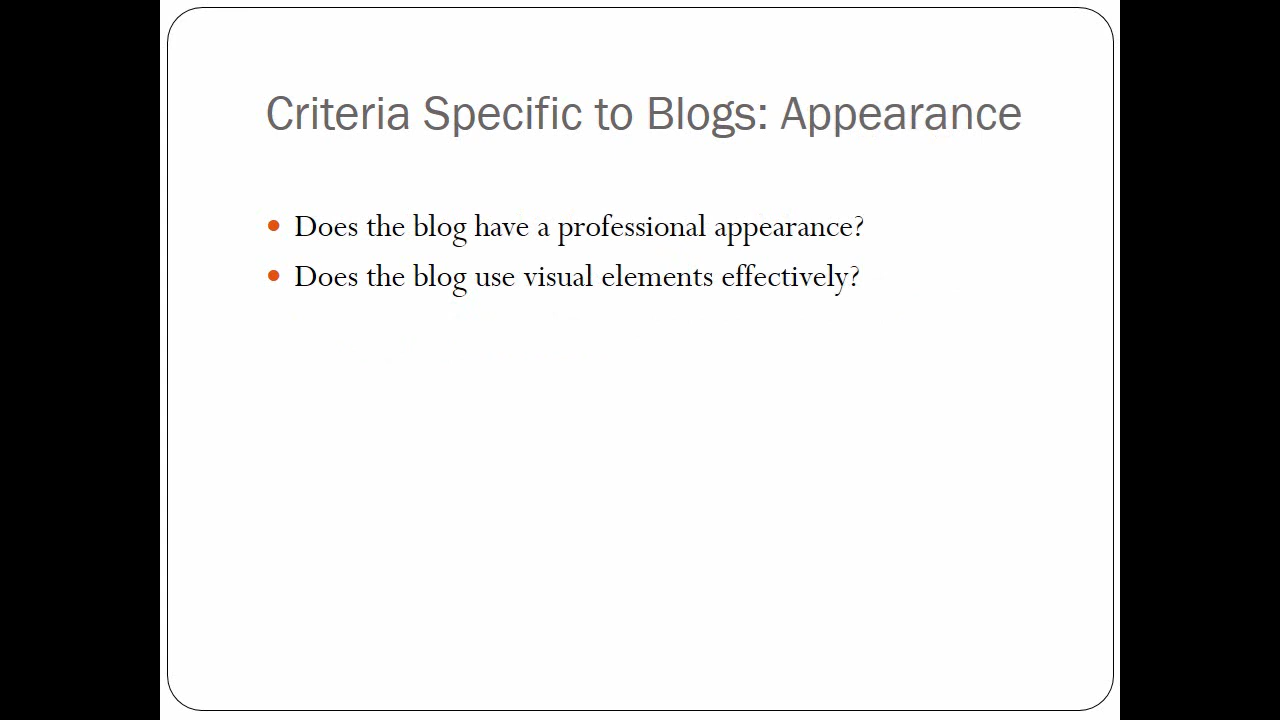 Criteria Specific to Blogs: Appearance
• Does the blog have a professional appearance?
• Does the blog use visual elements effectively?